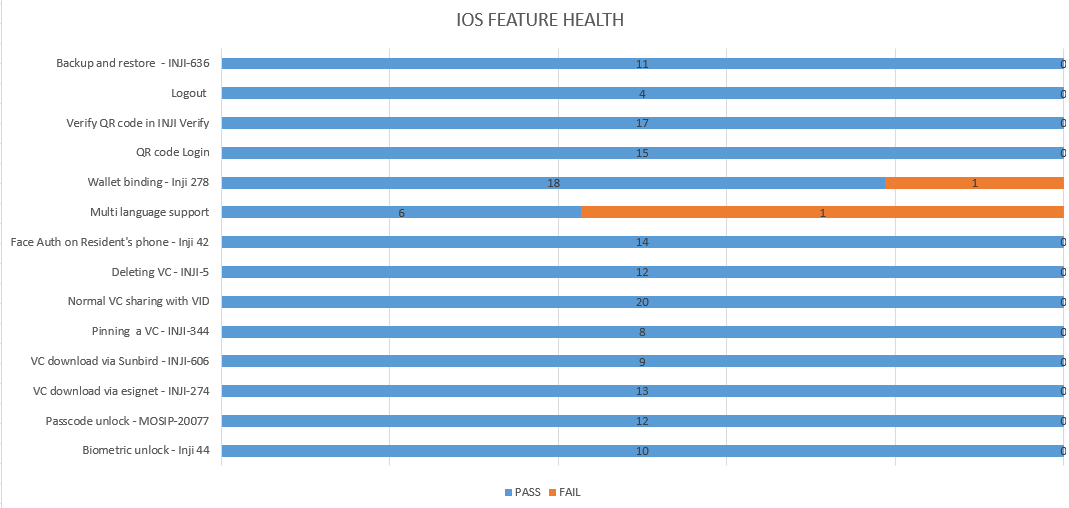 IOS FEATURE HEALTH
Backup and restore - INJI-636 11 0
Logout 4 0
Verify QR code in INJI Verify 17 0
QR code Login 15 0
Wallet binding - Inji 278 18 1
Multi language support 6 1
Face Auth on Resident's phone - Inji 42 14 0
Deleting VC - INJI-5 12 0
Normal VC sharing with VID 20 0
Pinning a VC - INJI-344 8 0
VC download via Sunbird - INJI-606 9 0
VC download via esignet - INJI-274 13 0
Passcode unlock - MOSIP-20077 12 0
Biometric unlock - Inji 44 10 0
PASS FAIL